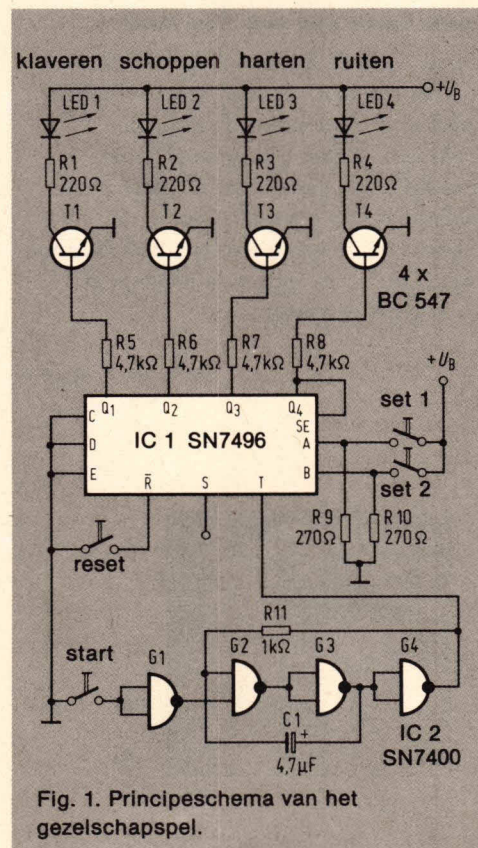 klaveren schoppen harten ruiten
+U_B
LED 1 LED 2 LED 3 LED 4
R1 R2 R3 R4
220Ω 220Ω 220Ω 220Ω
T1 T2 T3 T4
4 x
BC 547
R5 R6 R7 R8
4,7kΩ 4,7kΩ 4,7kΩ 4,7kΩ
+U_B
C Q1 Q2 Q3 Q4
SE
set 1
D IC 1 SN7496 A
E B
set 2
R̄ S T
R9 R10
270Ω 270Ω
reset
R11
1kΩ
start G1 G2 G3 G4
C1
+
4,7µF
IC 2
SN7400
Fig. 1. Principeschema van het
gezelschapspel.